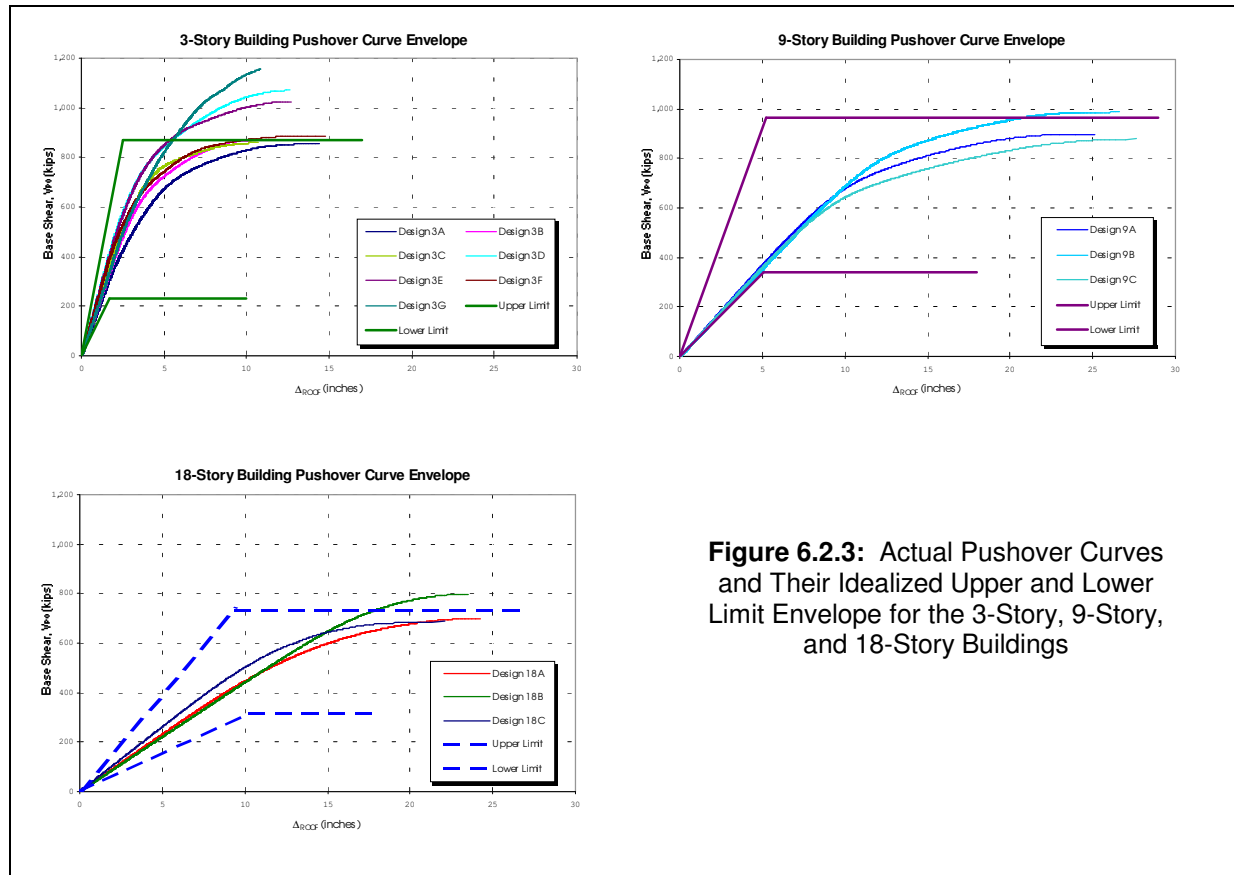 3-Story Building Pushover Curve Envelope
1,200
1,000
800
600
400
200
0
0 5 10 15 20 25 30
Base Shear, V (kips)
ΔROOF (inches)
Design 3A Design 3B
Design 3C Design 3D
Design 3E Design 3F
Design 3G Upper Limit
Lower Limit
9-Story Building Pushover Curve Envelope
1,200
1,000
800
600
400
200
0
0 5 10 15 20 25 30
Base Shear, V (kips)
ΔROOF (inches)
Design 9A
Design 9B
Design 9C
Upper Limit
Lower Limit
18-Story Building Pushover Curve Envelope
1,200
1,000
800
600
400
200
0
0 5 10 15 20 25 30
Base Shear, V (kips)
ΔROOF (inches)
Design 18A
Design 18B
Design 18C
Upper Limit
Lower Limit
Figure 6.2.3: Actual Pushover Curves
and Their Idealized Upper and Lower
Limit Envelope for the 3-Story, 9-Story,
and 18-Story Buildings